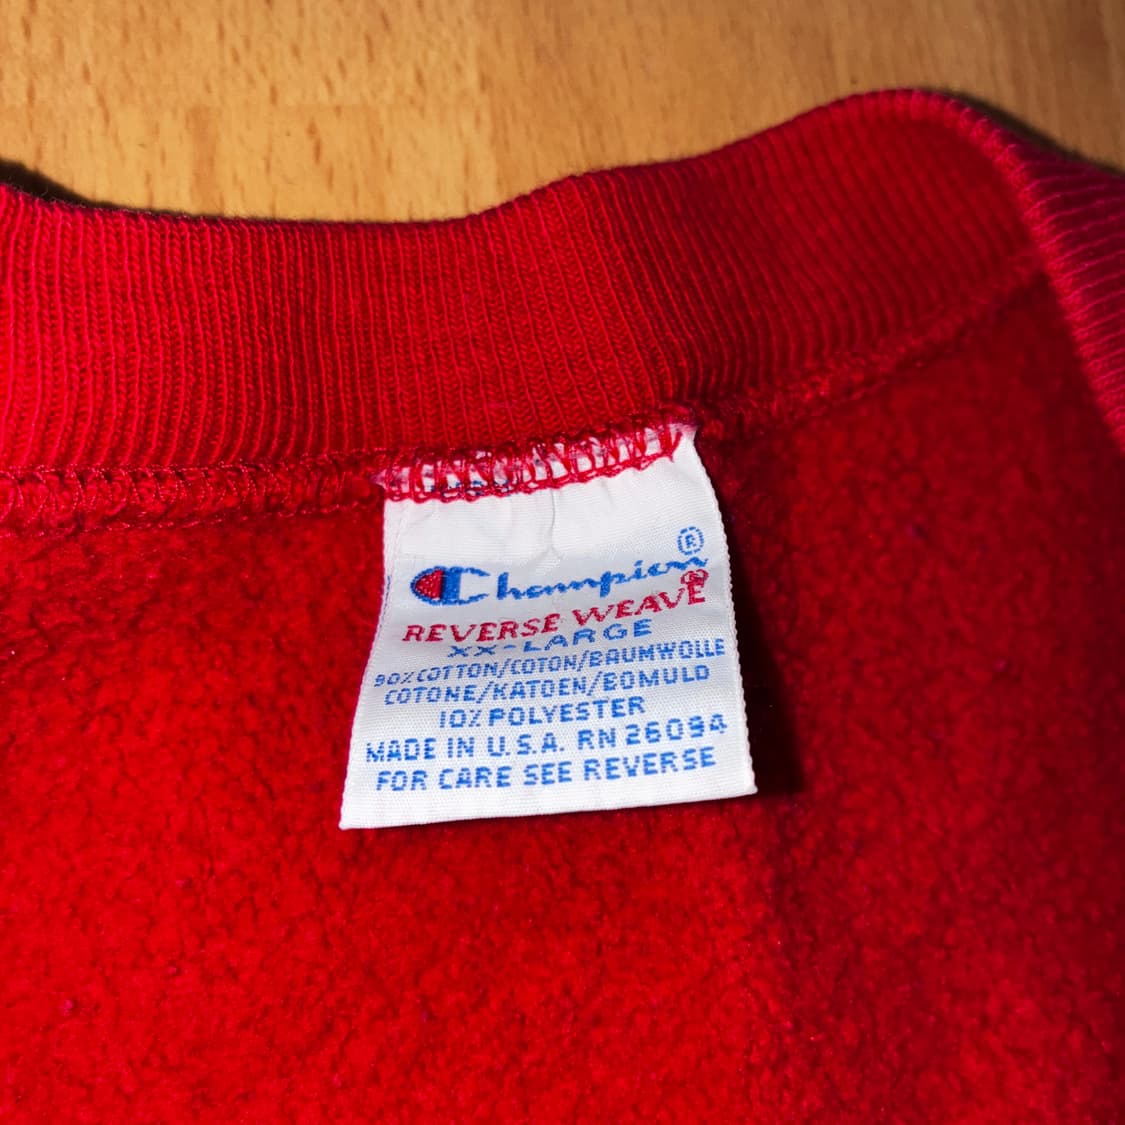 Champion®
REVERSE WEAVE®
XX-LARGE
90% COTTON/COTON/BAUMWOLLE
COTONE/KATOEN/BOMULD
10% POLYESTER
MADE IN U.S.A. RN 26094
FOR CARE SEE REVERSE